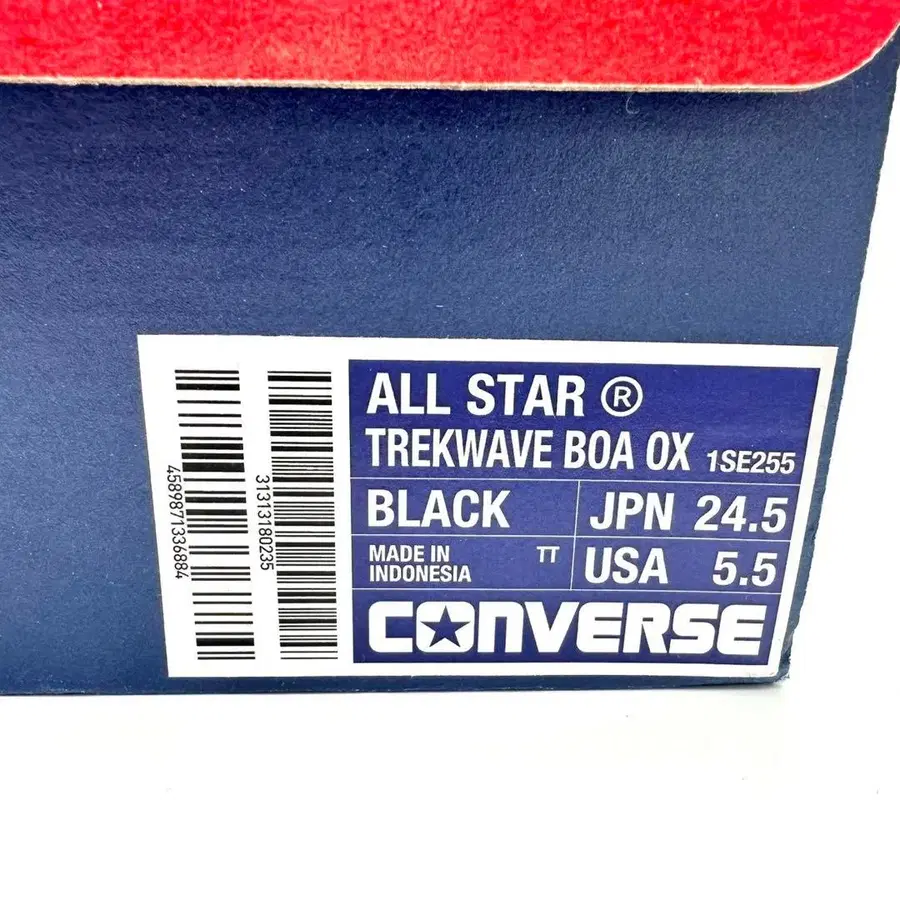 4589871336884
31313180235
ALL STAR ®
TREKWAVE BOA OX 1SE255
BLACK
JPN 24.5
MADE IN
INDONESIA
TT
USA 5.5
CONVERSE